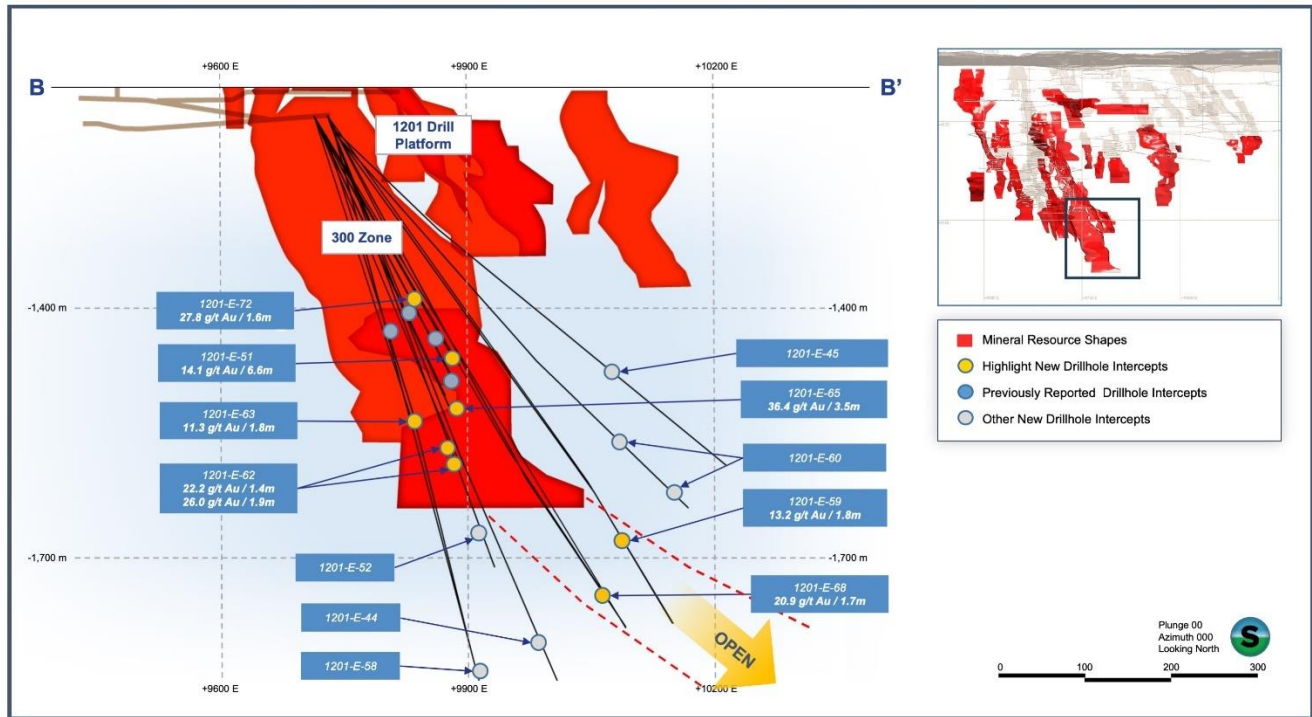 +9600 E
+9900 E
+10200 E
B
B’
1201 Drill
Platform
300 Zone
-1,400 m
-1,400 m
1201-E-72
27.8 g/t Au / 1.6m
1201-E-51
14.1 g/t Au / 6.6m
1201-E-63
11.3 g/t Au / 1.8m
1201-E-62
22.2 g/t Au / 1.4m
26.0 g/t Au / 1.9m
1201-E-52
1201-E-44
1201-E-58
1201-E-45
1201-E-65
36.4 g/t Au / 3.5m
1201-E-60
1201-E-59
13.2 g/t Au / 1.8m
1201-E-68
20.9 g/t Au / 1.7m
-1,700 m
-1,700 m
OPEN
+9600 E
+9900 E
+10200 E
Mineral Resource Shapes
Highlight New Drillhole Intercepts
Previously Reported Drillhole Intercepts
Other New Drillhole Intercepts
Plunge 00
Azimuth 000
Looking North
S
0
100
200
300